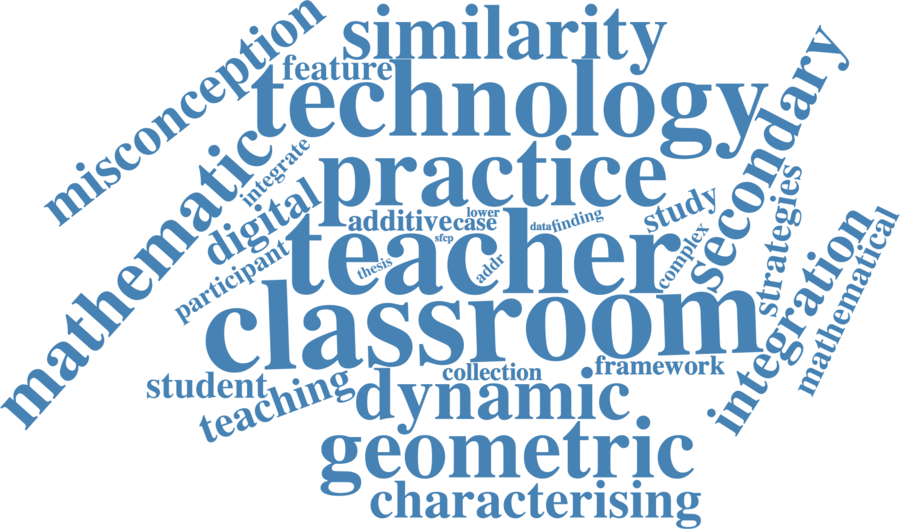 similarity
misconception
feature
technology
secondary
mathematic
integrate
practice
digital
additive
case
lower
sfcp
data
finding
study
strategies
teacher
thesis
addr
complex
participant
integration
mathematical
classroom
student
teaching
collection
framework
dynamic
geometric
characterising